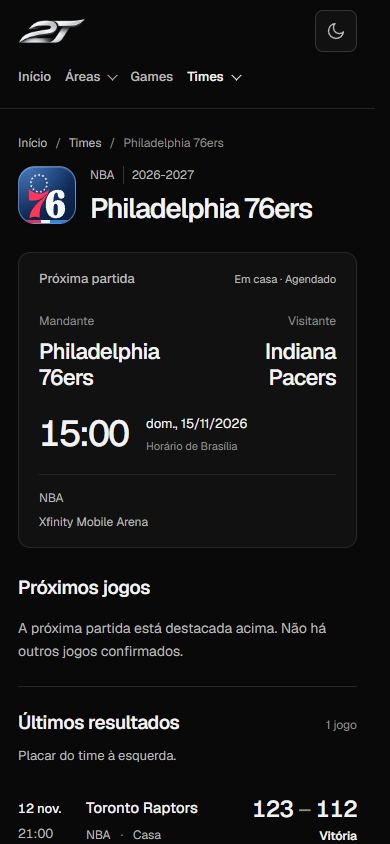 2T
Início Áreas Games Times
Início / Times / Philadelphia 76ers
76
NBA 2026-2027
Philadelphia 76ers
Próxima partida Em casa · Agendado
Mandante Visitante
Philadelphia Indiana
76ers Pacers
15:00 dom., 15/11/2026
Horário de Brasília
NBA
Xfinity Mobile Arena
Próximos jogos
A próxima partida está destacada acima. Não há
outros jogos confirmados.
Últimos resultados 1 jogo
Placar do time à esquerda.
12 nov. Toronto Raptors 123 – 112
21:00 NBA · Casa Vitória